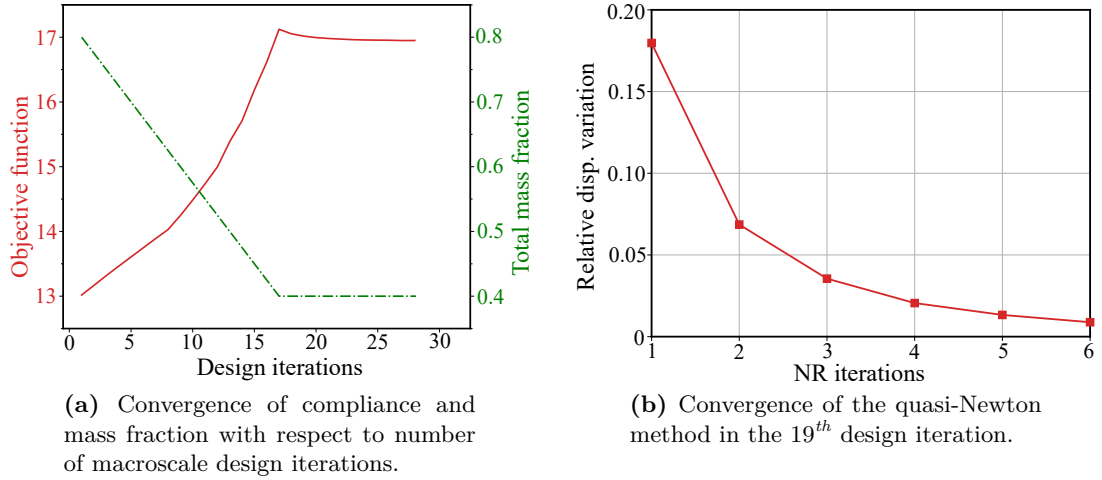 17
16
15
14
13
Objective function
0.8
0.7
0.6
0.5
0.4
Total mass fraction
0 5 10 15 20 25 30
Design iterations
(a) Convergence of compliance and
mass fraction with respect to number
of macroscale design iterations.
0.20
0.15
0.10
0.05
0
Relative disp. variation
1 2 3 4 5 6
NR iterations
(b) Convergence of the quasi-Newton
method in the 19th design iteration.